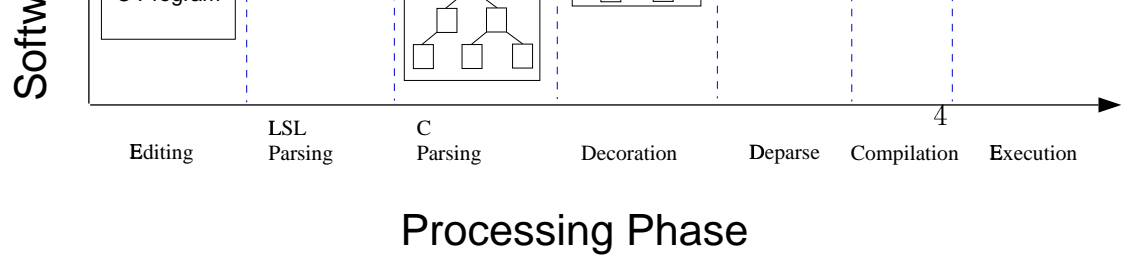 Softw
C Program
4
LSL
C
Editing
Parsing
Parsing
Decoration
Deparse
Compilation
Execution
Processing Phase